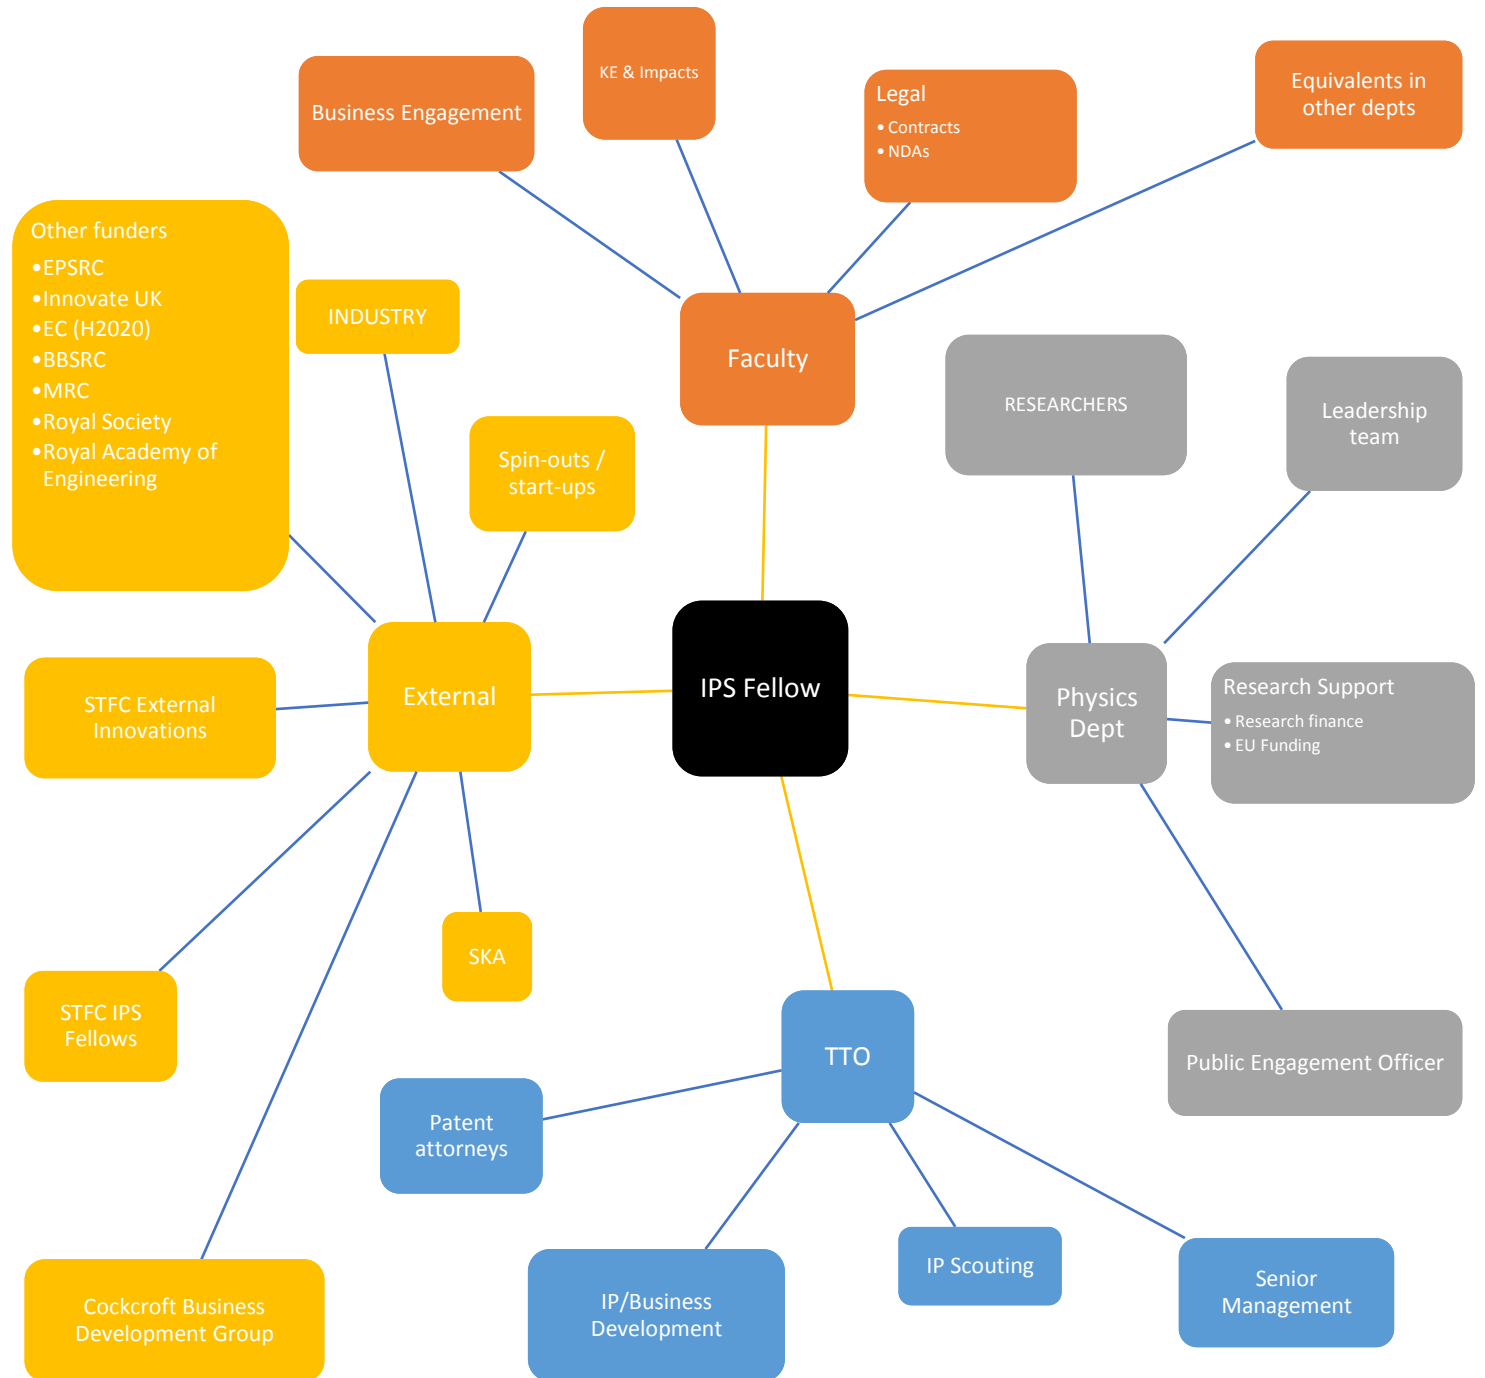 KE & Impacts
Business Engagement
Legal
• Contracts
• NDAs
Equivalents in
other depts
Other funders
•EPSRC
•Innovate UK
•EC (H2020)
•BBSRC
•MRC
•Royal Society
•Royal Academy of
Engineering
INDUSTRY
Faculty
RESEARCHERS
Leadership
team
Spin-outs /
start-ups
STFC External
Innovations
External
IPS Fellow
Physics
Dept
Research Support
• Research finance
• EU Funding
SKA
STFC IPS
Fellows
TTO
Public Engagement Officer
Patent
attorneys
IP Scouting
Senior
Management
IP/Business
Development
Cockcroft Business
Development Group